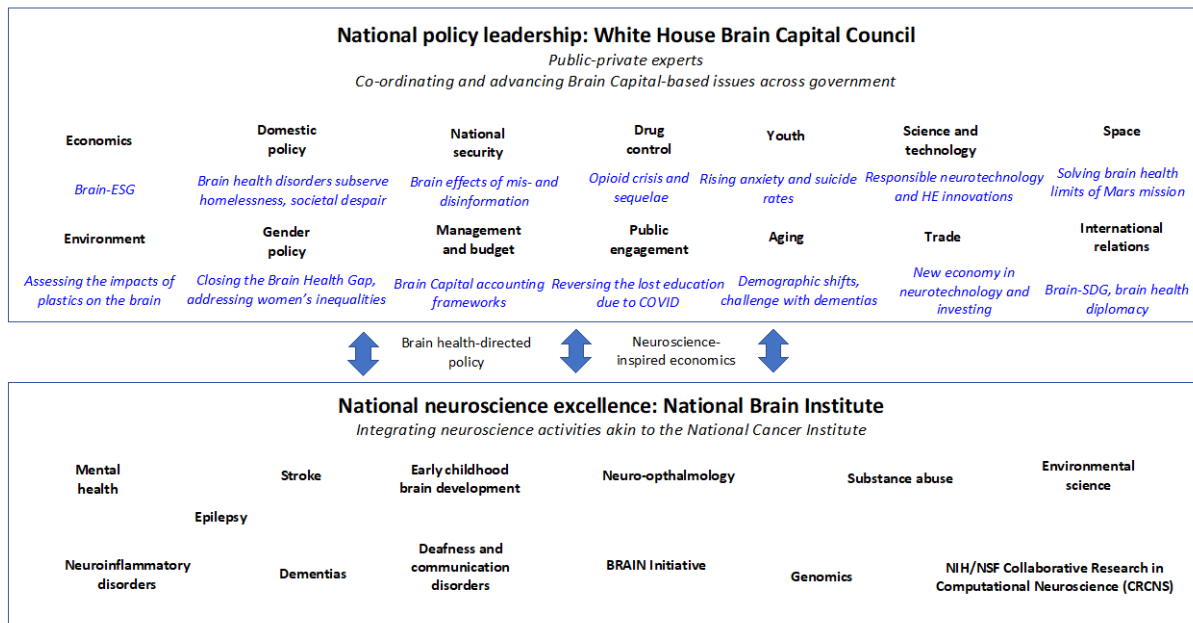 National policy leadership: White House Brain Capital Council
Public-private experts
Co-ordinating and advancing Brain Capital-based issues across government
Economics
Brain-ESG
Domestic
policy
Brain health disorders subserve
homelessness, societal despair
National
security
Brain effects of mis- and
disinformation
Drug
control
Opioid crisis and
sequelae
Youth
Rising anxiety and suicide
rates
Science and
technology
Responsible neurotechnology
and HE innovations
Space
Solving brain health
limits of Mars mission
Environment
Assessing the impacts of
plastics on the brain
Gender
policy
Closing the Brain Health Gap,
addressing women's inequalities
Management
and budget
Brain Capital accounting
frameworks
Public
engagement
Reversing the lost education
due to COVID
Aging
Demographic shifts,
challenge with dementias
Trade
New economy in
neurotechnology and
investing
International
relations
Brain-SDG, brain health
diplomacy
Brain health-directed
policy
Neuroscience-
inspired economics
National neuroscience excellence: National Brain Institute
Integrating neuroscience activities akin to the National Cancer Institute
Mental
health
Stroke
Early childhood
brain development
Neuro-opthalmology
Substance abuse
Environmental
science
Epilepsy
Neuroinflammatory
disorders
Dementias
Deafness and
communication
disorders
BRAIN Initiative
Genomics
NIH/NSF Collaborative Research in
Computational Neuroscience (CRCNS)